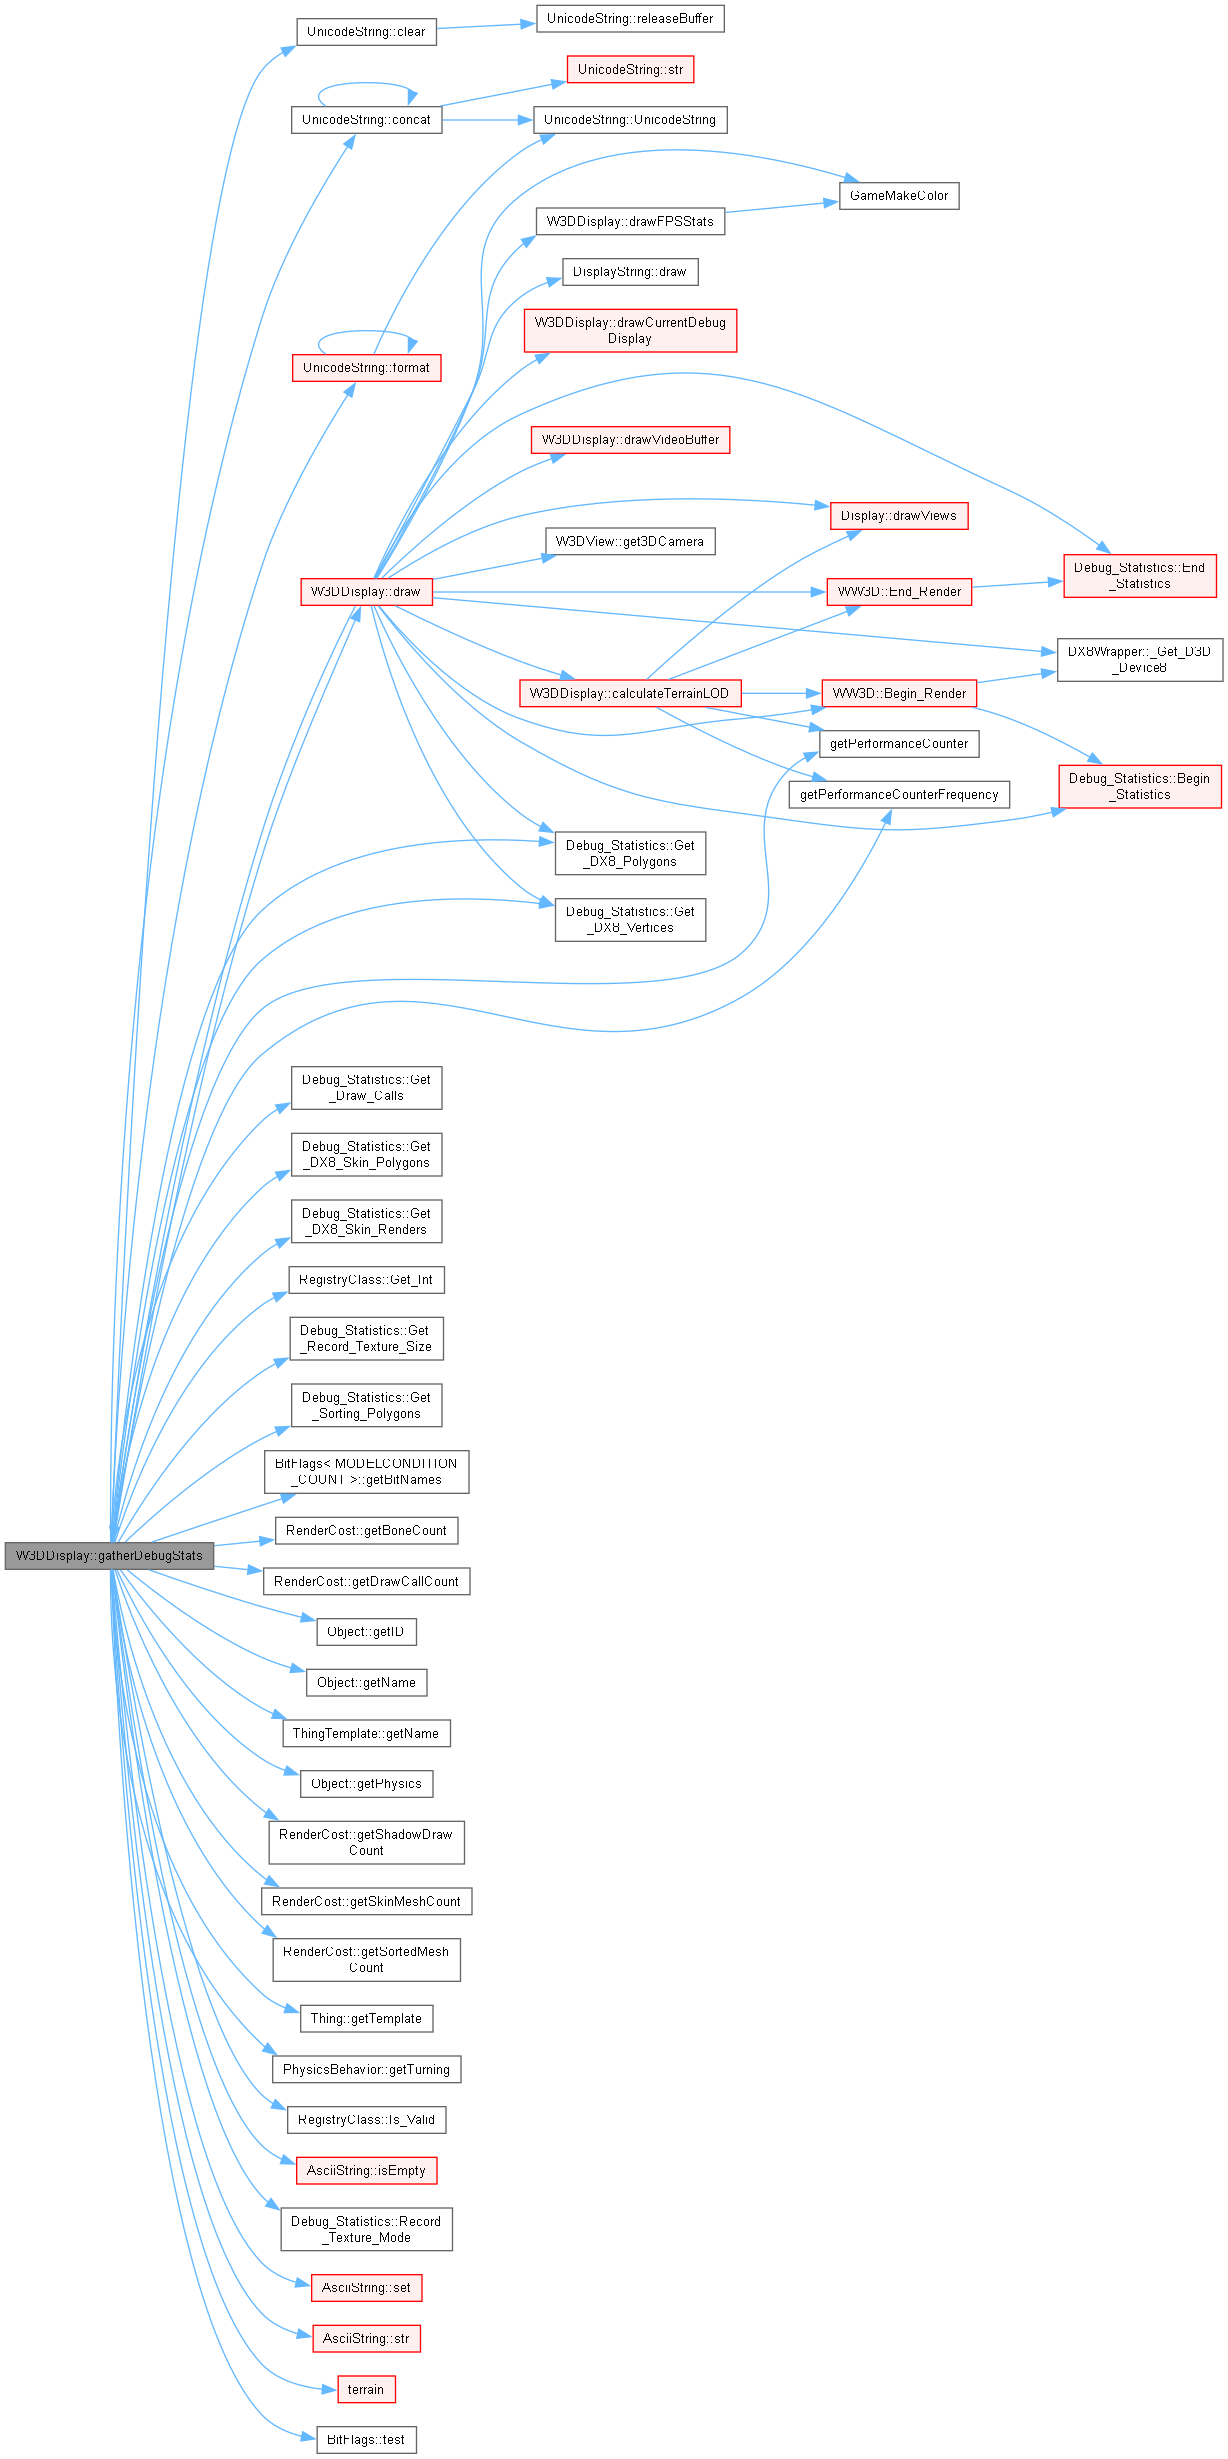 UnicodeString::clear
UnicodeString::releaseBuffer
UnicodeString::str
UnicodeString::concat
UnicodeString::UnicodeString
GameMakeColor
W3DDisplay::drawFPSStats
DisplayString::draw
W3DDisplay::drawCurrentDebug
Display
UnicodeString::format
W3DDisplay::drawVideoBuffer
Display::drawViews
W3DView::get3DCamera
Debug_Statistics::End
_Statistics
W3DDisplay::draw
WW3D::End_Render
DX8Wrapper::_Get_D3D
_Device8
W3DDisplay::calculateTerrainLOD
WW3D::Begin_Render
getPerformanceCounter
Debug_Statistics::Begin
_Statistics
getPerformanceCounterFrequency
Debug_Statistics::Get
_DX8_Polygons
Debug_Statistics::Get
_DX8_Vertices
Debug_Statistics::Get
_Draw_Calls
Debug_Statistics::Get
_DX8_Skin_Polygons
Debug_Statistics::Get
_DX8_Skin_Renders
RegistryClass::Get_Int
Debug_Statistics::Get
_Record_Texture_Size
Debug_Statistics::Get
_Sorting_Polygons
BitFlags< MODELCONDITION
_COUNT >::getBitNames
RenderCost::getBoneCount
W3DDisplay::gatherDebugStats
RenderCost::getDrawCallCount
Object::getID
Object::getName
ThingTemplate::getName
Object::getPhysics
RenderCost::getShadowDraw
Count
RenderCost::getSkinMeshCount
RenderCost::getSortedMesh
Count
Thing::getTemplate
PhysicsBehavior::getTurning
RegistryClass::Is_Valid
AsciiString::isEmpty
Debug_Statistics::Record
_Texture_Mode
AsciiString::set
AsciiString::str
terrain
BitFlags::test